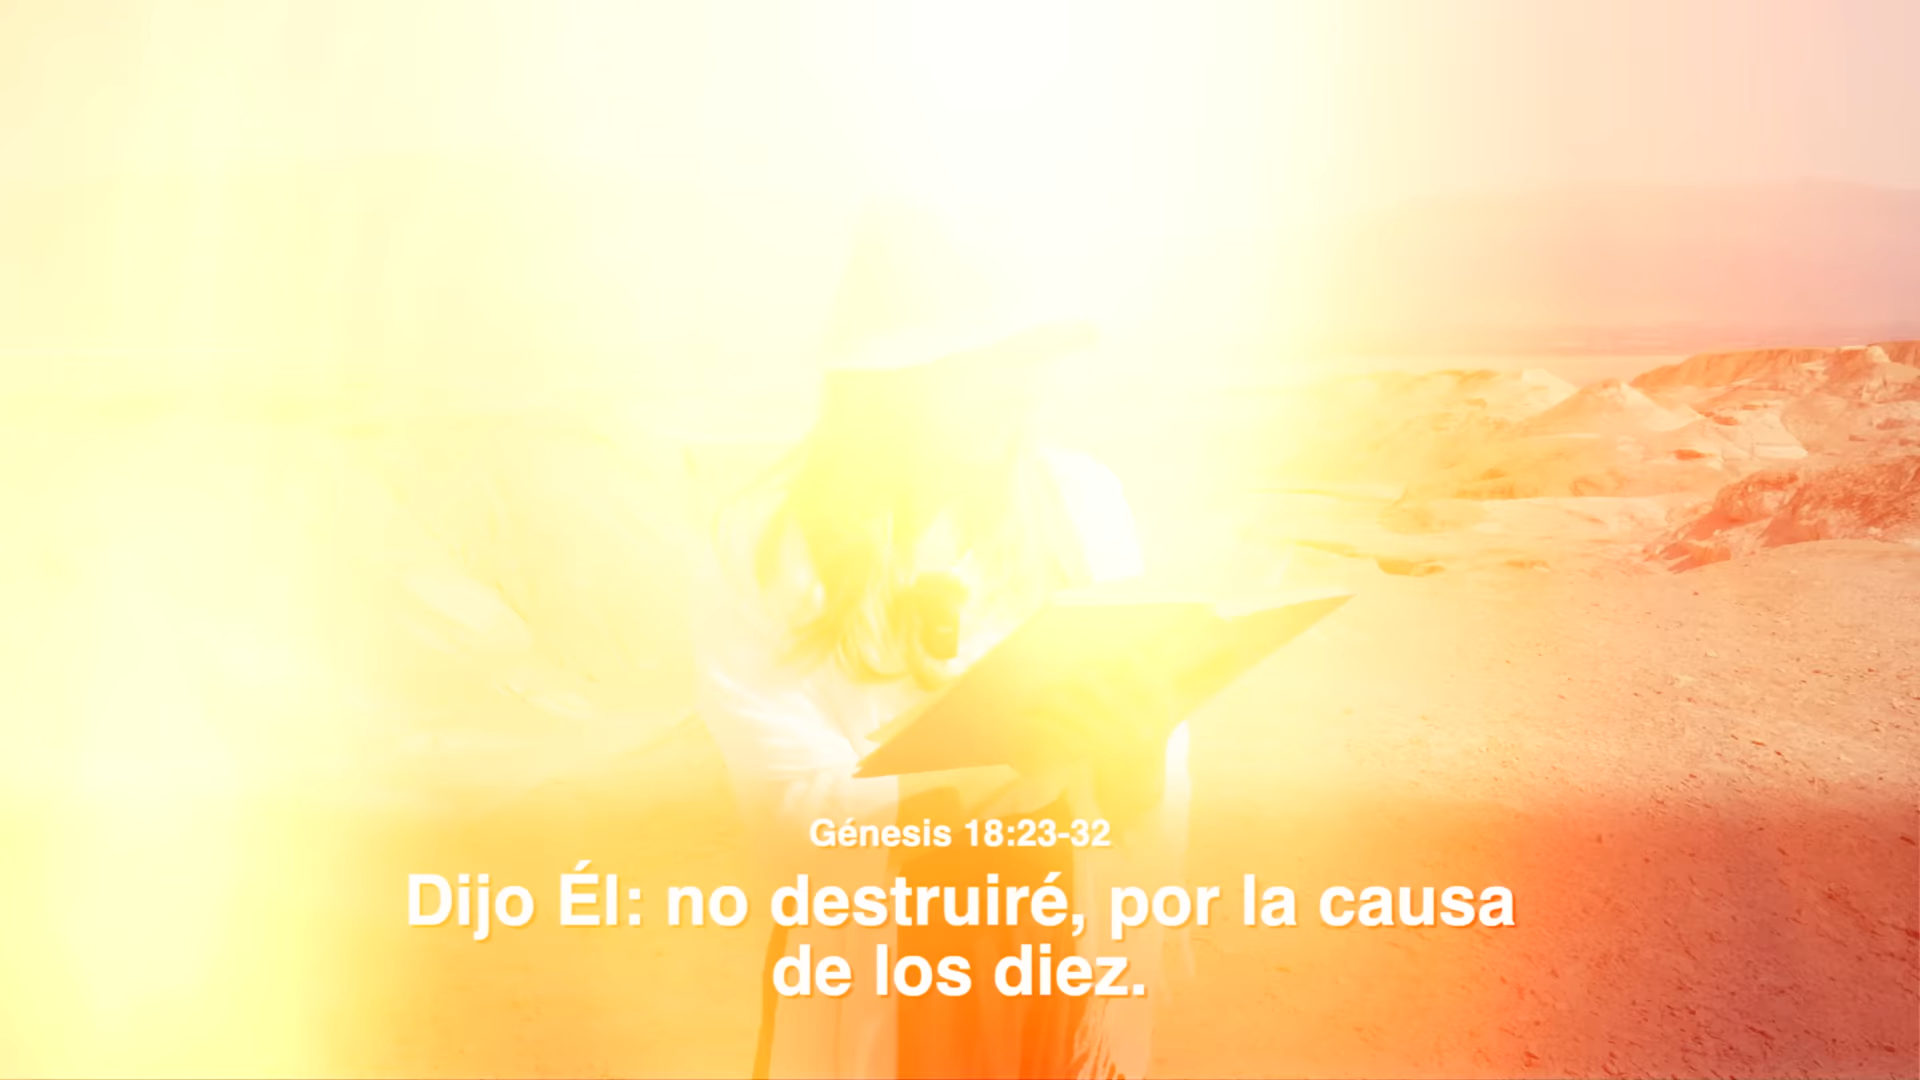 Génesis 18:23-32
Dijo Él: no destruiré, por la causa
de los diez.